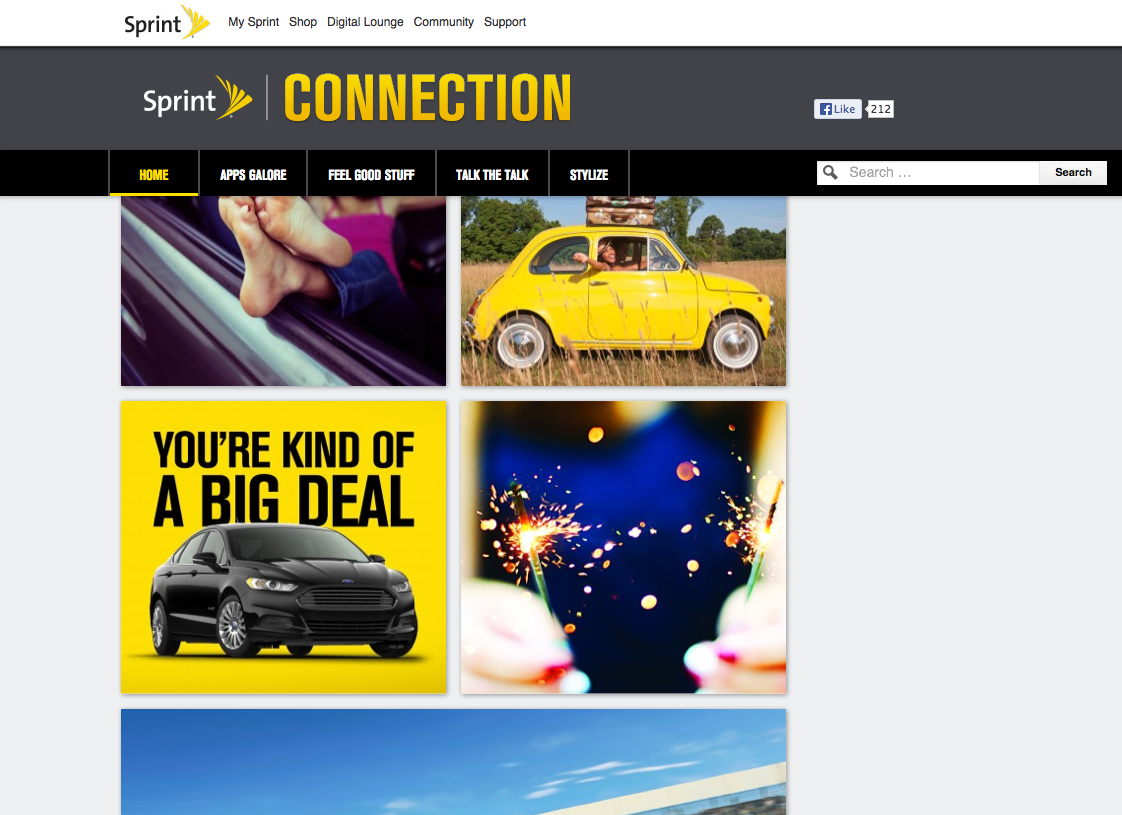 Sprint My Sprint Shop Digital Lounge Community Support
Sprint CONNECTION
Like 212
HOME APPS GALORE FEEL GOOD STUFF TALK THE TALK STYLIZE Search ... Search
YOU'RE KIND OF
A BIG DEAL